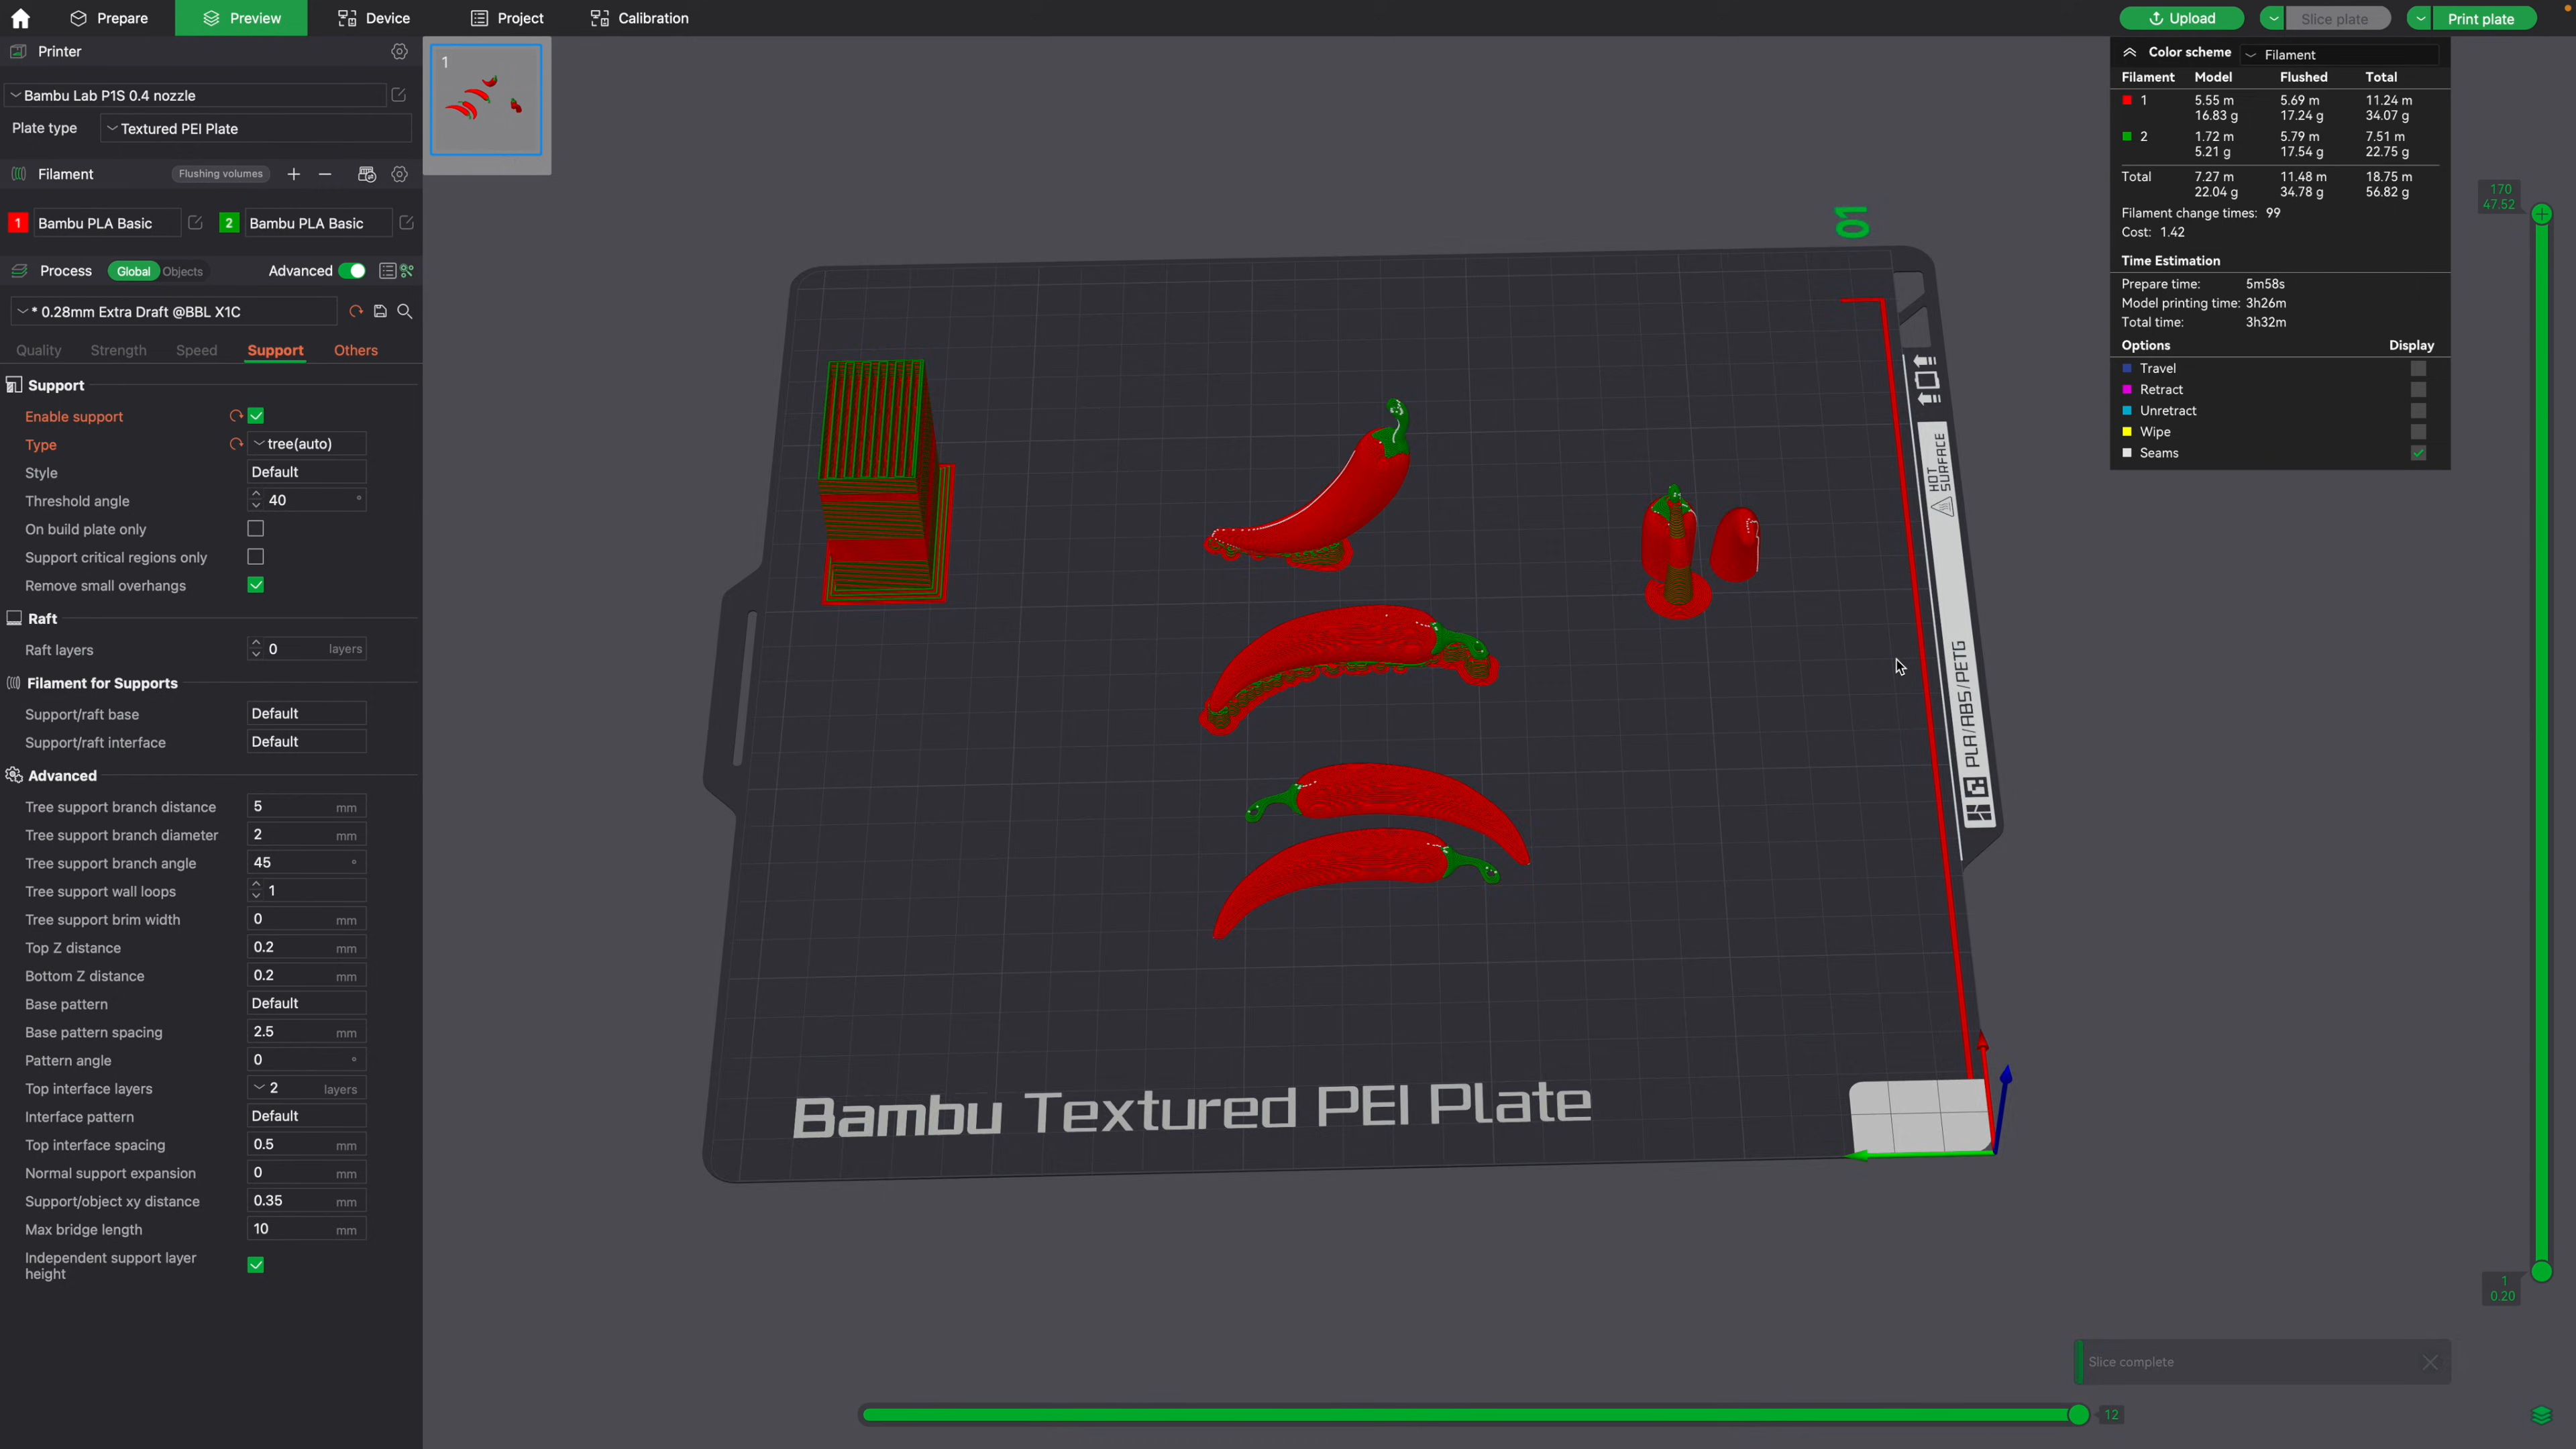 Prepare Preview Device Project Calibration Upload Slice plate Print plate
Printer
Bambu Lab P1S 0.4 nozzle
Plate type Textured PEI Plate
Filament Flushing volumes
1 Bambu PLA Basic 2 Bambu PLA Basic
Process Global Objects Advanced
* 0.28mm Extra Draft @BBL X1C
Quality Strength Speed Support Others
Support
Enable support
Type tree(auto)
Style Default
Threshold angle 40 °
On build plate only
Support critical regions only
Remove small overhangs
Raft
Raft layers 0 layers
Filament for Supports
Support/raft base Default
Support/raft interface Default
Advanced
Tree support branch distance 5 mm
Tree support branch diameter 2 mm
Tree support branch angle 45 °
Tree support wall loops 1
Tree support brim width 0 mm
Top Z distance 0.2 mm
Bottom Z distance 0.2 mm
Base pattern Default
Base pattern spacing 2.5 mm
Pattern angle 0 °
Top interface layers 2 layers
Interface pattern Default
Top interface spacing 0.5 mm
Normal support expansion 0 mm
Support/object xy distance 0.35 mm
Max bridge length 10 mm
Independent support layer
height
1
01
HOT
SURFACE
PLA/ABS/PETG
Bambu Textured PEI Plate
Color scheme Filament
Filament Model Flushed Total
1 5.55 m 5.69 m 11.24 m
16.83 g 17.24 g 34.07 g
2 1.72 m 5.79 m 7.51 m
5.21 g 17.54 g 22.75 g
Total 7.27 m 11.48 m 18.75 m
22.04 g 34.78 g 56.82 g
Filament change times: 99
Cost: 1.42
Time Estimation
Prepare time: 5m58s
Model printing time: 3h26m
Total time: 3h32m
Options Display
Travel
Retract
Unretract
Wipe
Seams
170
47.52
1
0.20
Slice complete
12